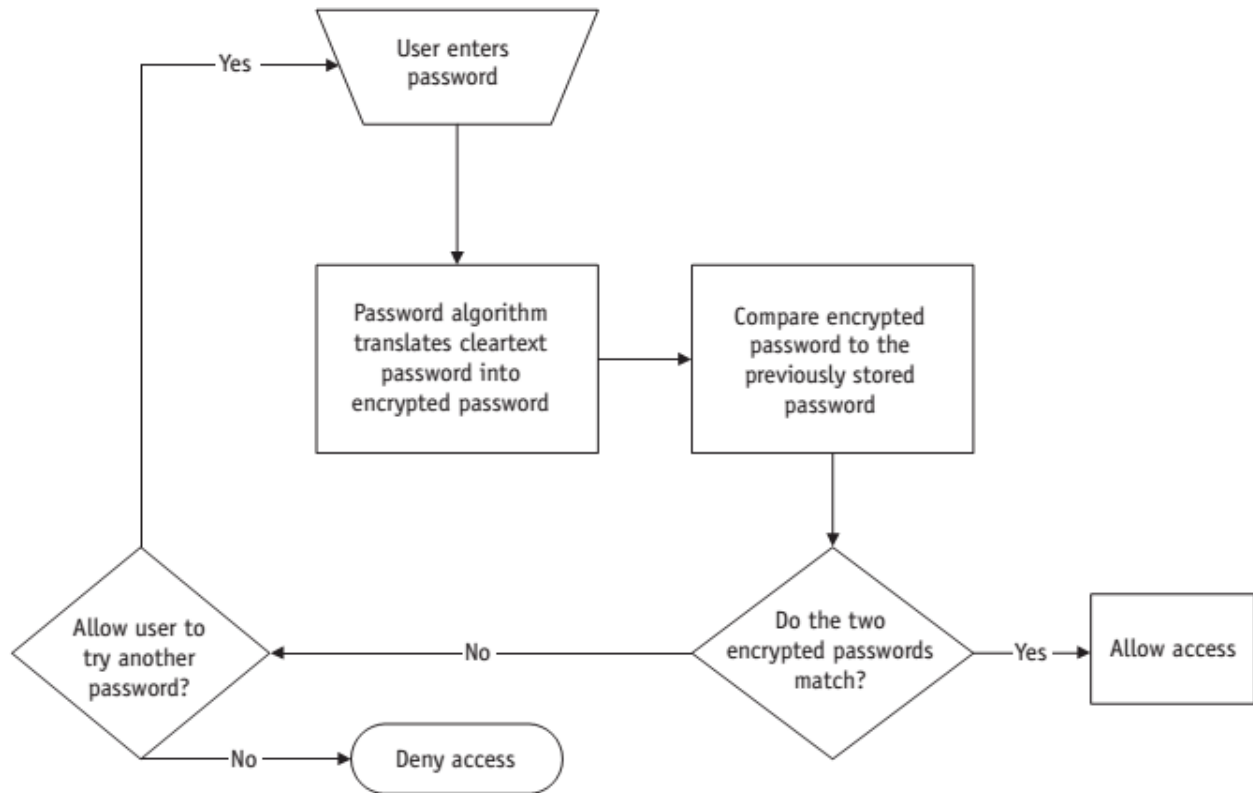 User enters
password
Yes
Password algorithm
translates cleartext
password into
encrypted password
Compare encrypted
password to the
previously stored
password
Do the two
encrypted passwords
match?
Yes
Allow access
No
Allow user to
try another
password?
No
Deny access